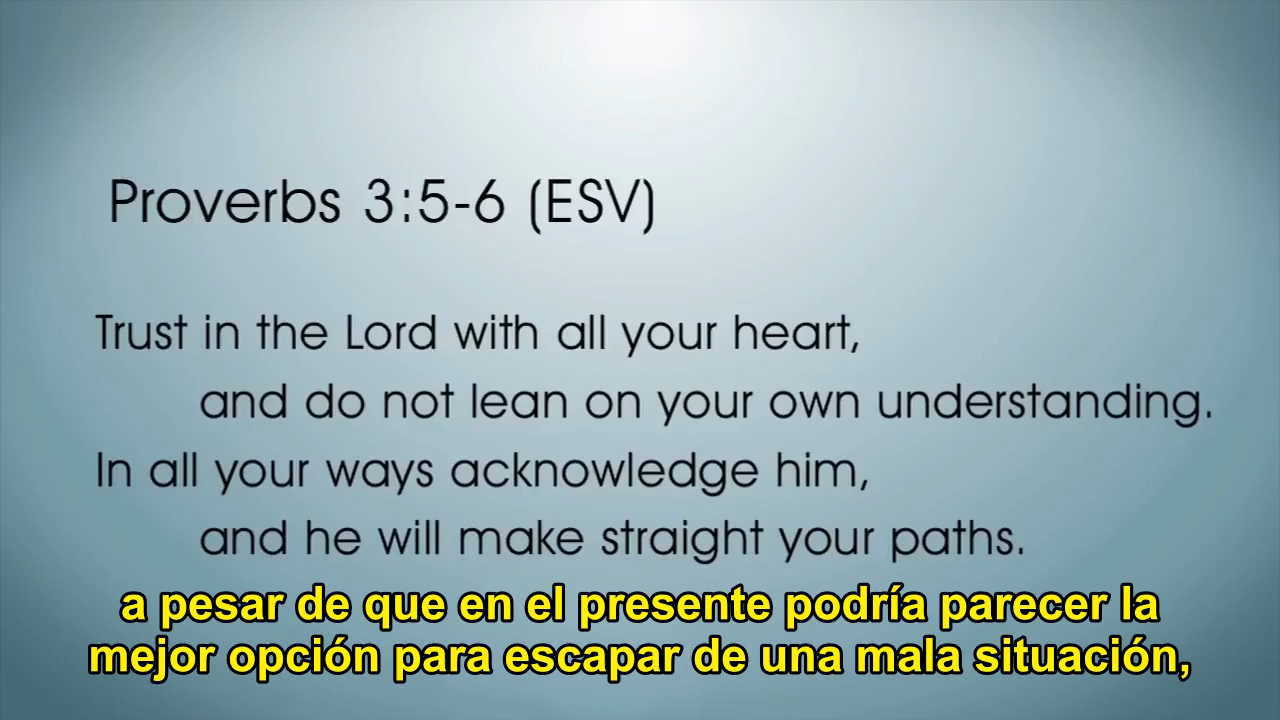 Proverbs 3:5-6 (ESV)
Trust in the Lord with all your heart,
and do not lean on your own understanding.
In all your ways acknowledge him,
and he will make straight your paths.
a pesar de que en el presente podría parecer la
mejor opción para escapar de una mala situación,